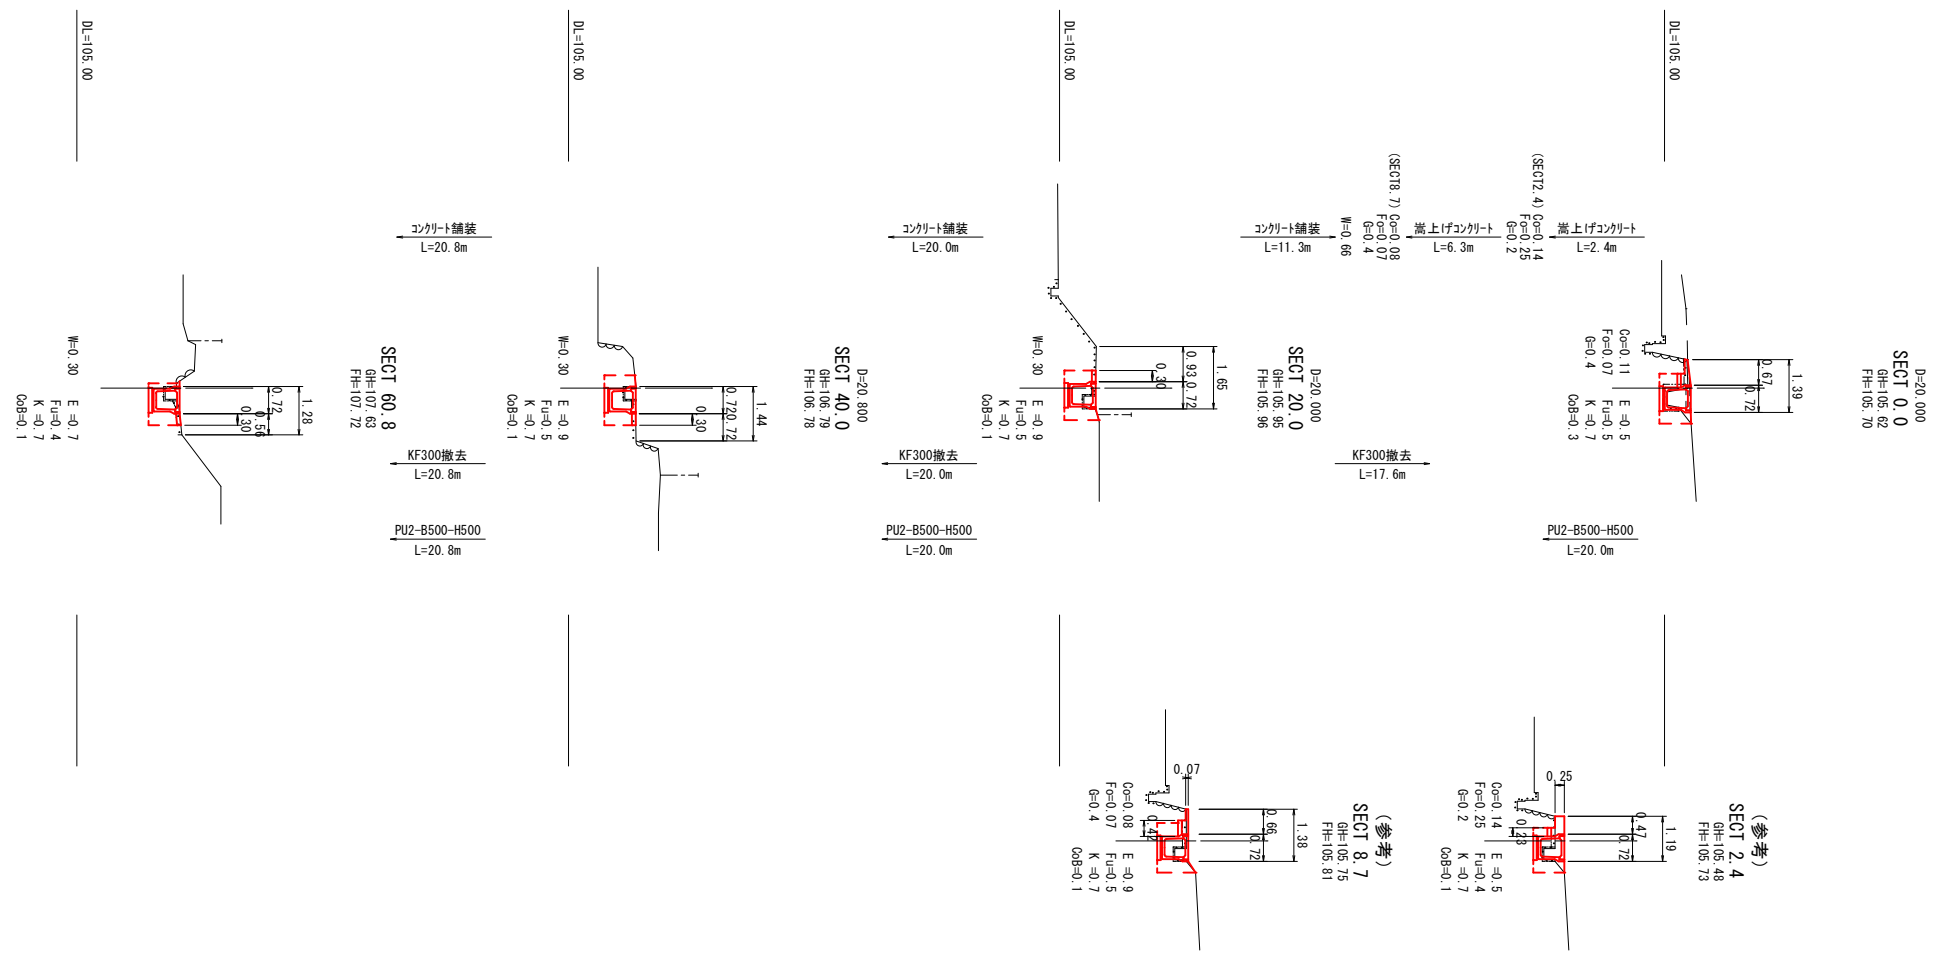 DL=105.00
DL=105.00
DL=105.00
DL=105.00
コンクリート舗装
L=20.8m
コンクリート舗装
L=20.0m
コンクリート舗装
L=11.3m
W=0.66
(SECT8.7) Co=0.08
Fo=0.07
G=0.4
嵩上げコンクリート
L=6.3m
(SECT2.4) Co=0.14
Fo=0.25
G=0.2
嵩上げコンクリート
L=2.4m
D=20.000
SECT 0.0
GH=105.62
FH=105.70
1.39
0.67
0.72
Co=0.11 E =0.5
Fo=0.07 Fu=0.5
G=0.4 K =0.7
CoB=0.3
D=20.000
SECT 20.0
GH=105.95
FH=105.96
1.65
0.93
0.72
0.30
W=0.30 E =0.9
Fu=0.5
K =0.7
CoB=0.1
D=20.800
SECT 40.0
GH=106.79
FH=106.78
1.44
0.72
0.72
0.30
W=0.30 E =0.9
Fu=0.5
K =0.7
CoB=0.1
SECT 60.8
GH=107.63
FH=107.72
1.28
0.72
0.56
0.30
W=0.30 E =0.7
Fu=0.4
K =0.7
CoB=0.1
KF300撤去
L=20.8m
KF300撤去
L=20.0m
KF300撤去
L=17.6m
PU2-B500-H500
L=20.8m
PU2-B500-H500
L=20.0m
PU2-B500-H500
L=20.0m
(参考)
SECT 8.7
GH=105.75
FH=105.81
1.38
0.66
0.72
0.07
0.42
Co=0.08 E =0.9
Fo=0.07 Fu=0.5
G=0.4 K =0.7
CoB=0.1
(参考)
SECT 2.4
GH=105.48
FH=105.73
1.19
0.47
0.72
0.25
0.23
Co=0.14 E =0.5
Fo=0.25 Fu=0.4
G=0.2 K =0.7
CoB=0.1